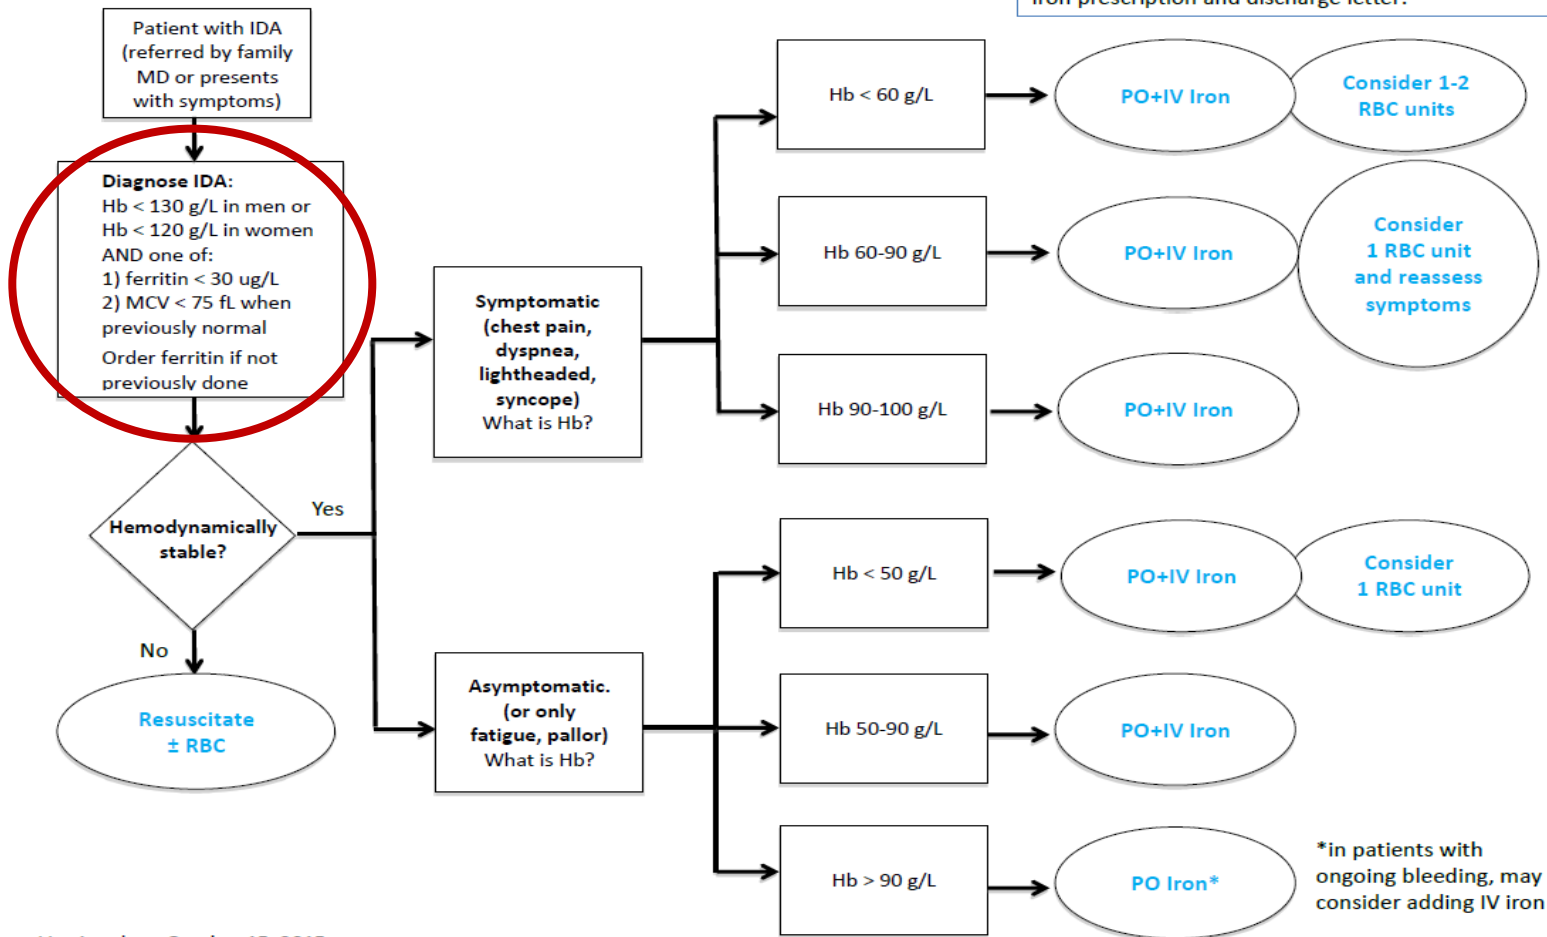 Iron prescription and discharge letter.
Patient with IDA
(referred by family
MD or presents
with symptoms)
Diagnose IDA:
Hb < 130 g/L in men or
Hb < 120 g/L in women
AND one of:
1) ferritin < 30 ug/L
2) MCV < 75 fL when
previously normal
Order ferritin if not
previously done
Hemodynamically
stable?
Yes
No
Resuscitate
± RBC
Symptomatic
(chest pain,
dyspnea,
lightheaded,
syncope)
What is Hb?
Hb < 60 g/L
PO+IV Iron
Consider 1-2
RBC units
Hb 60-90 g/L
PO+IV Iron
Consider
1 RBC unit
and reassess
symptoms
Hb 90-100 g/L
PO+IV Iron
Asymptomatic.
(or only
fatigue, pallor)
What is Hb?
Hb < 50 g/L
PO+IV Iron
Consider
1 RBC unit
Hb 50-90 g/L
PO+IV Iron
Hb > 90 g/L
PO Iron*
*in patients with
ongoing bleeding, may
consider adding IV iron